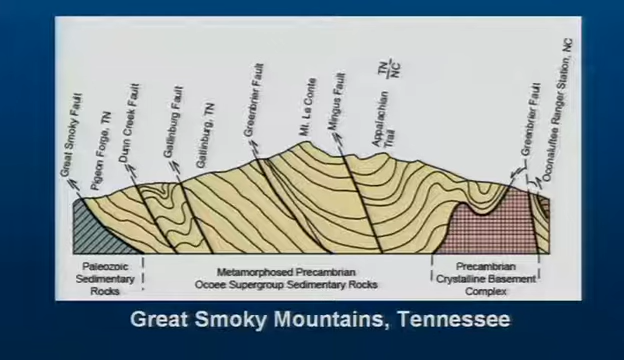 Great Smoky Fault
Pigeon Forge, TN
Dunn Creek Fault
Gatlinburg Fault
Gatlinburg, TN
Greenbrier Fault
Mt. Le Conte
Mingus Fault
Appalachian
Trail
TN
NC
Greenbrier Fault
Oconaluftee Ranger Station, NC
Paleozoic
Sedimentary
Rocks
Metamorphosed Precambrian
Ocoee Supergroup Sedimentary Rocks
Precambrian
Crystalline Basement
Complex
Great Smoky Mountains, Tennessee